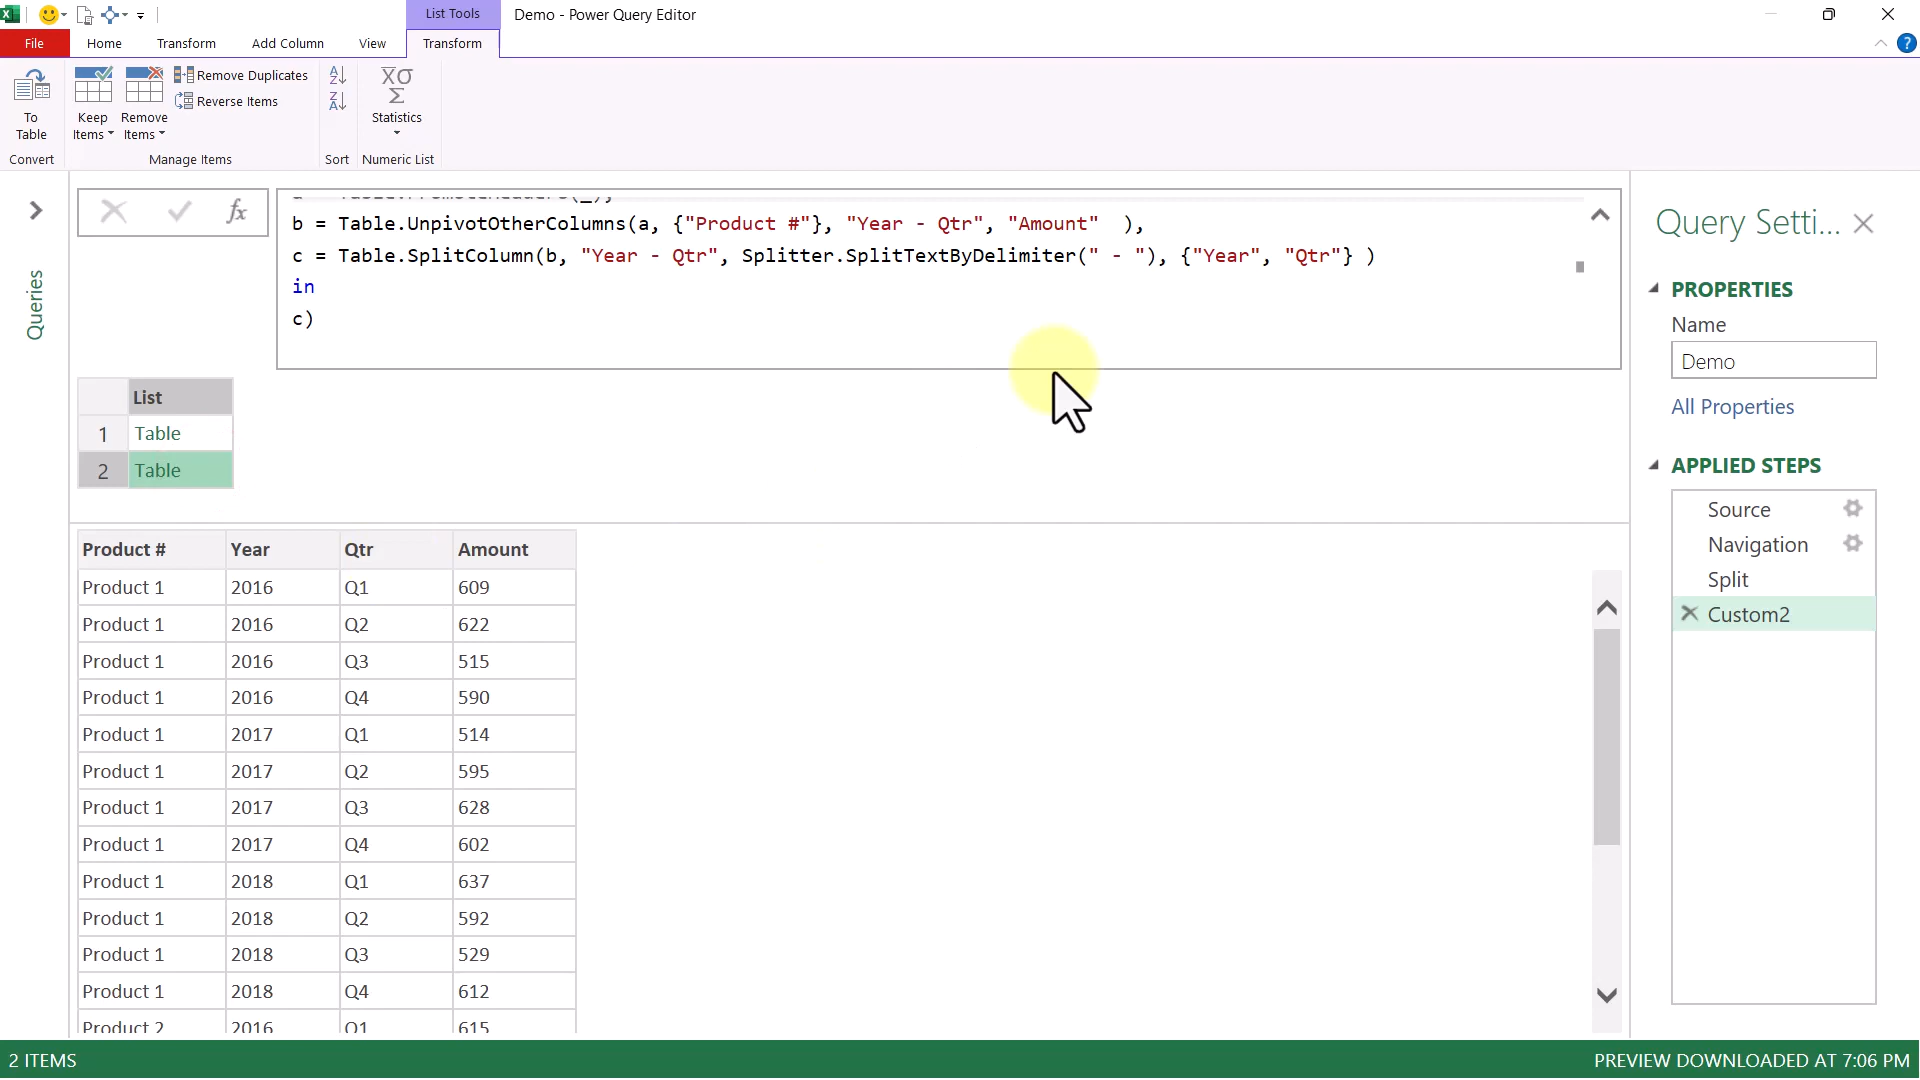 List Tools
Demo - Power Query Editor
File
Home
Transform
Add Column
View
Transform
To Table
Keep Items
Remove Items
Remove Duplicates
Reverse Items
Statistics
Convert
Manage Items
Sort
Numeric List
Queries
fx
b = Table.UnpivotOtherColumns(a, {"Product #"}, "Year - Qtr", "Amount"  ),
c = Table.SplitColumn(b, "Year - Qtr", Splitter.SplitTextByDelimiter(" - "), {"Year", "Qtr"} )
in
c)
List
1 Table
2 Table
Product # Year Qtr Amount
Product 1 2016 Q1 609
Product 1 2016 Q2 622
Product 1 2016 Q3 515
Product 1 2016 Q4 590
Product 1 2017 Q1 514
Product 1 2017 Q2 595
Product 1 2017 Q3 628
Product 1 2017 Q4 602
Product 1 2018 Q1 637
Product 1 2018 Q2 592
Product 1 2018 Q3 529
Product 1 2018 Q4 612
Product 2 2016 Q1 615
Query Setti...
PROPERTIES
Name
Demo
All Properties
APPLIED STEPS
Source
Navigation
Split
Custom2
2 ITEMS
PREVIEW DOWNLOADED AT 7:06 PM